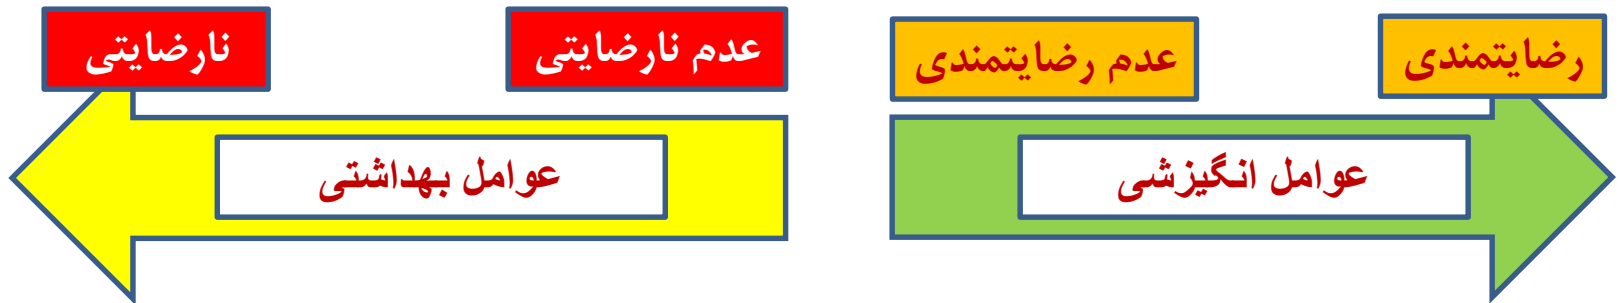 رضایتمندی
عدم رضایتمندی
عدم نارضایتی
نارضایتی
عوامل انگیزشی
عوامل بهداشتی